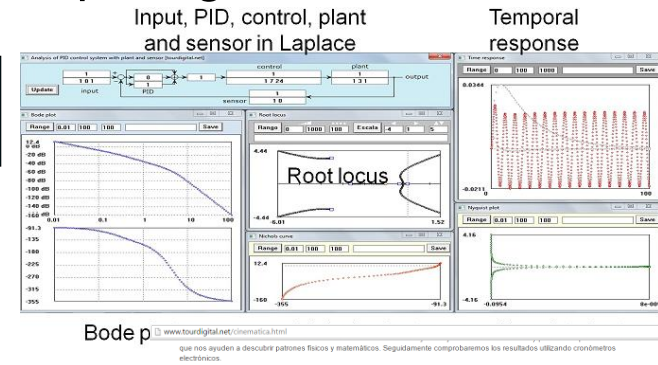 Input, PID, control, plant
and sensor in Laplace
Temporal
response
Analysis of PID control system with plant and sensor (tourdigital.net)
control
plant
1
0
1
1
1
1 0 1
1
1 7 2 4
1 3 1
output
Update
input
PID
1
sensor
1 0
Time response
Range 0 100 1000 Save
0.0344
-0.0211
100
Bode plot
Range 0.01 100 100 Save
12.4
-20 dB
-40 dB
-60 dB
-80 dB
-100 dB
-120 dB
-140 dB
-160 dB
0.01 0.1 1 10 100
-91.3
-135
-180
-225
-270
-315
-355
Root locus
Range 0 1000 100 Escala -4 1 5
4.44
Root locus
-4.44
-6.01 1.52
Nichols curve
Range 0.01 100 100 Save
12.4
-160
-355 -91.3
Nyquist plot
Range 0.01 100 100 Save
4.16
-4.16
-0.0954
Bode p
www.tourdigital.net/cinematica.html
que nos ayuden a descubrir patrones físicos y matemáticos. Seguidamente comprobaremos los resultados utilizando cronómetros
electrónicos.